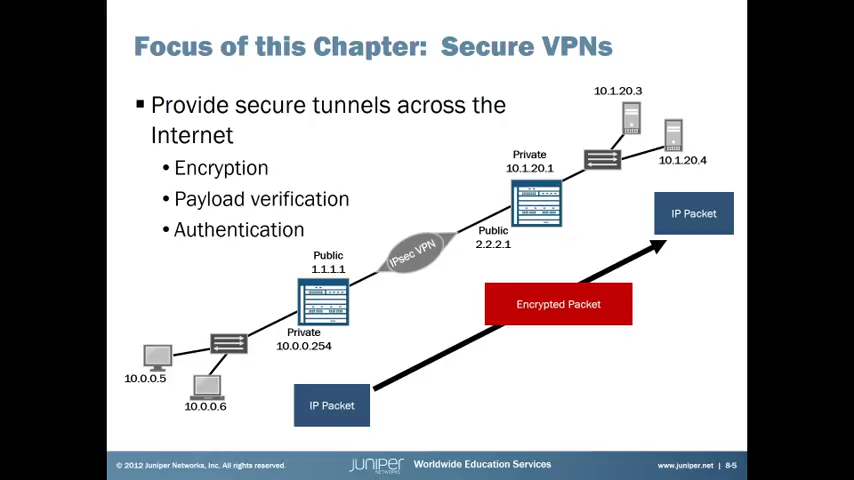 Focus of this Chapter: Secure VPNs
▪ Provide secure tunnels across the
Internet
• Encryption
• Payload verification
• Authentication
10.1.20.3
10.1.20.4
Private
10.1.20.1
IP Packet
Public
2.2.2.1
IPsec VPN
Public
1.1.1.1
Encrypted Packet
Private
10.0.0.254
10.0.0.5
10.0.0.6
IP Packet
© 2012 Juniper Networks, Inc. All rights reserved.
JUNIPER
NETWORKS
Worldwide Education Services
www.juniper.net | 8-5